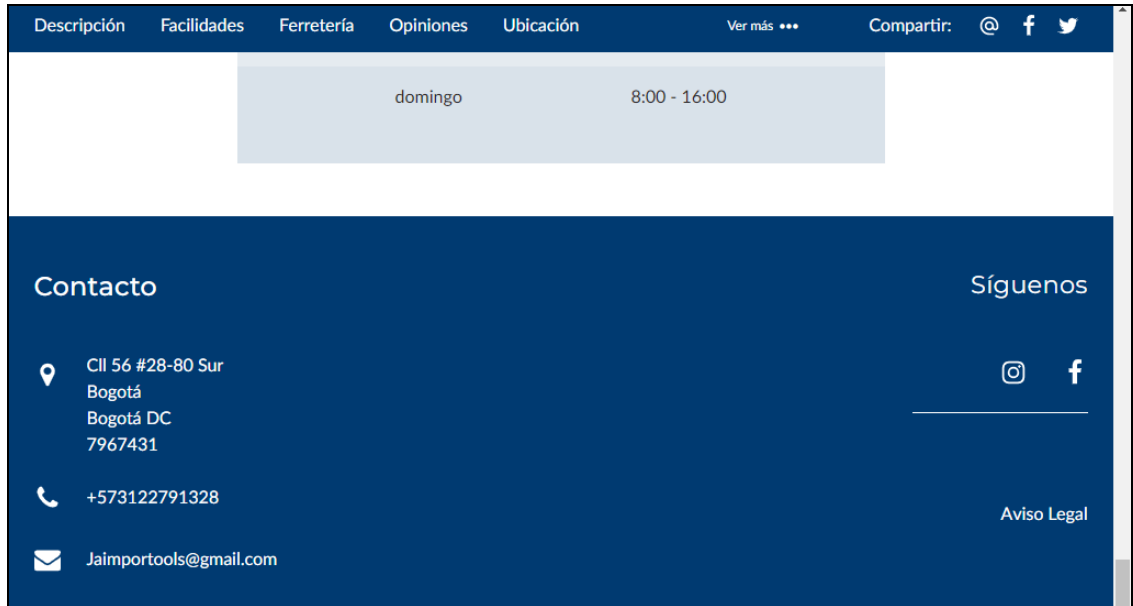 Descripción Facilidades Ferretería Opiniones Ubicación Ver más ••• Compartir: @ f
domingo 8:00 - 16:00
Contacto
Síguenos
Cll 56 #28-80 Sur
Bogotá
Bogotá DC
7967431
+573122791328
Aviso Legal
Jaimportools@gmail.com